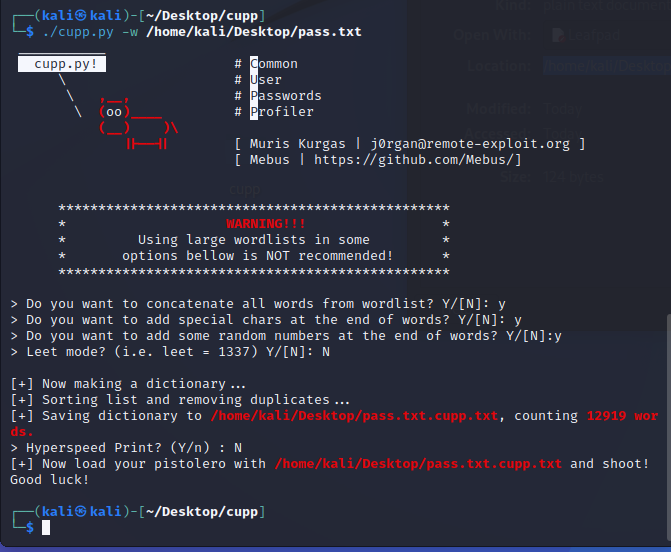 ┌──(kali㉿kali)-[~/Desktop/cupp]
└─$ ./cupp.py -w /home/kali/Desktop/pass.txt
cupp.py! # Common
\ # User
\ ,__, # Passwords
\ (oo)____ # Profiler
(__) )\
||--|| [ Muris Kurgas | j0rgan@remote-exploit.org ]
[ Mebus | https://github.com/Mebus/]
*************************************************
* WARNING!!! *
* Using large wordlists in some *
* options bellow is NOT recommended! *
*************************************************
> Do you want to concatenate all words from wordlist? Y/[N]: y
> Do you want to add special chars at the end of words? Y/[N]: y
> Do you want to add some random numbers at the end of words? Y/[N]:y
> Leet mode? (i.e. leet = 1337) Y/[N]: N
[+] Now making a dictionary...
[+] Sorting list and removing duplicates...
[+] Saving dictionary to /home/kali/Desktop/pass.txt.cupp.txt, counting 12919 wor
ds.
> Hyperspeed Print? (Y/n) : N
[+] Now load your pistolero with /home/kali/Desktop/pass.txt.cupp.txt and shoot!
Good luck!
┌──(kali㉿kali)-[~/Desktop/cupp]
└─$